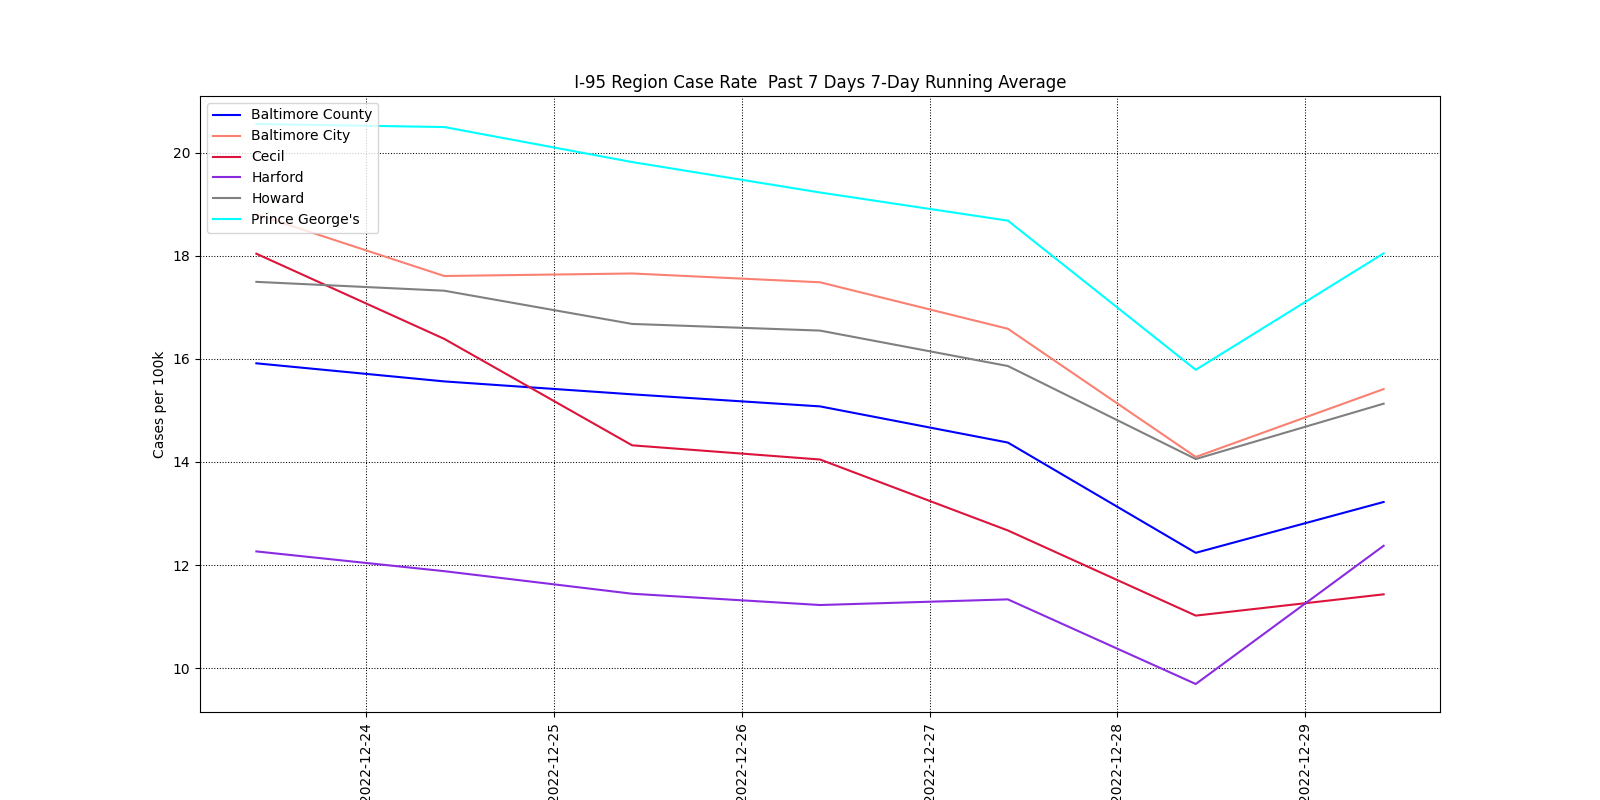 I-95 Region Case Rate  Past 7 Days 7-Day Running Average
Baltimore County
Baltimore City
Cecil
Harford
Howard
Prince George's
Cases per 100k
20
18
16
14
12
10
2022-12-24
2022-12-25
2022-12-26
2022-12-27
2022-12-28
2022-12-29